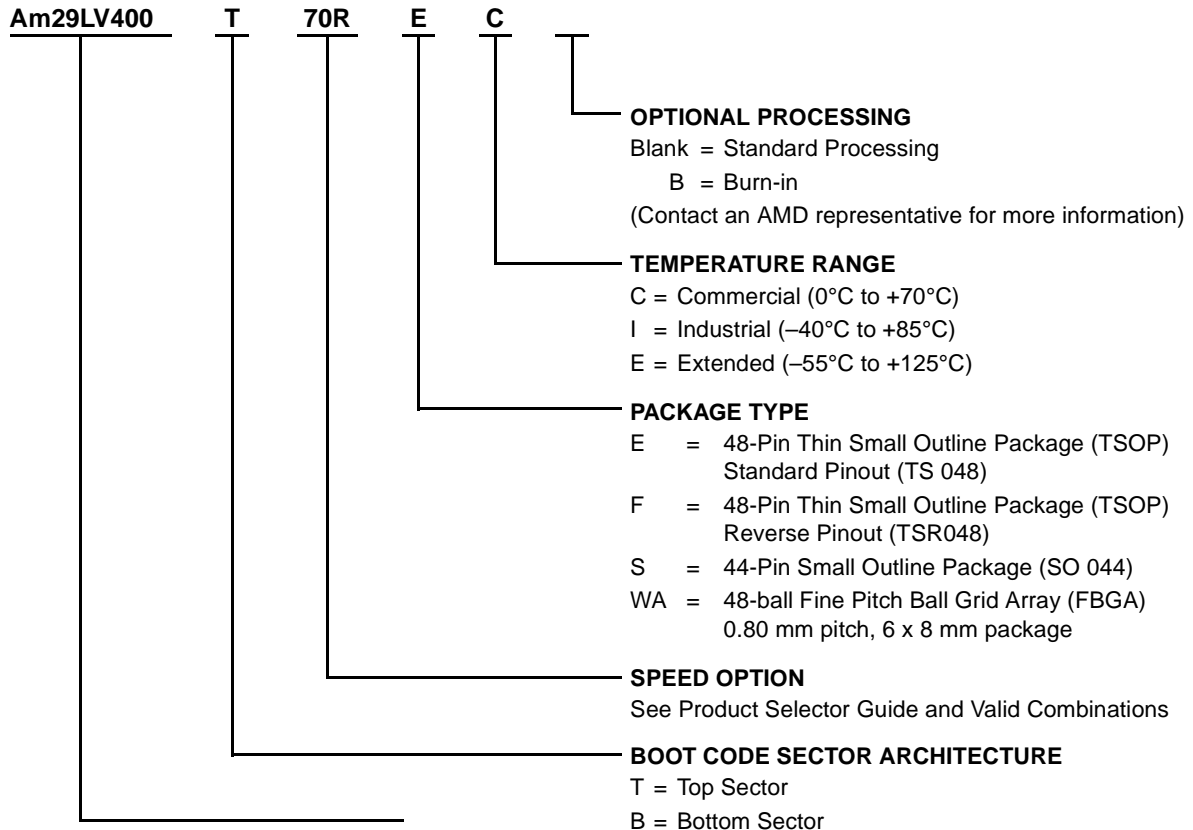 Am29LV400 T 70R E C
OPTIONAL PROCESSING
Blank = Standard Processing
B = Burn-in
(Contact an AMD representative for more information)
TEMPERATURE RANGE
C = Commercial (0°C to +70°C)
I = Industrial (–40°C to +85°C)
E = Extended (–55°C to +125°C)
PACKAGE TYPE
E = 48-Pin Thin Small Outline Package (TSOP)
Standard Pinout (TS 048)
F = 48-Pin Thin Small Outline Package (TSOP)
Reverse Pinout (TSR048)
S = 44-Pin Small Outline Package (SO 044)
WA = 48-ball Fine Pitch Ball Grid Array (FBGA)
0.80 mm pitch, 6 x 8 mm package
SPEED OPTION
See Product Selector Guide and Valid Combinations
BOOT CODE SECTOR ARCHITECTURE
T = Top Sector
B = Bottom Sector